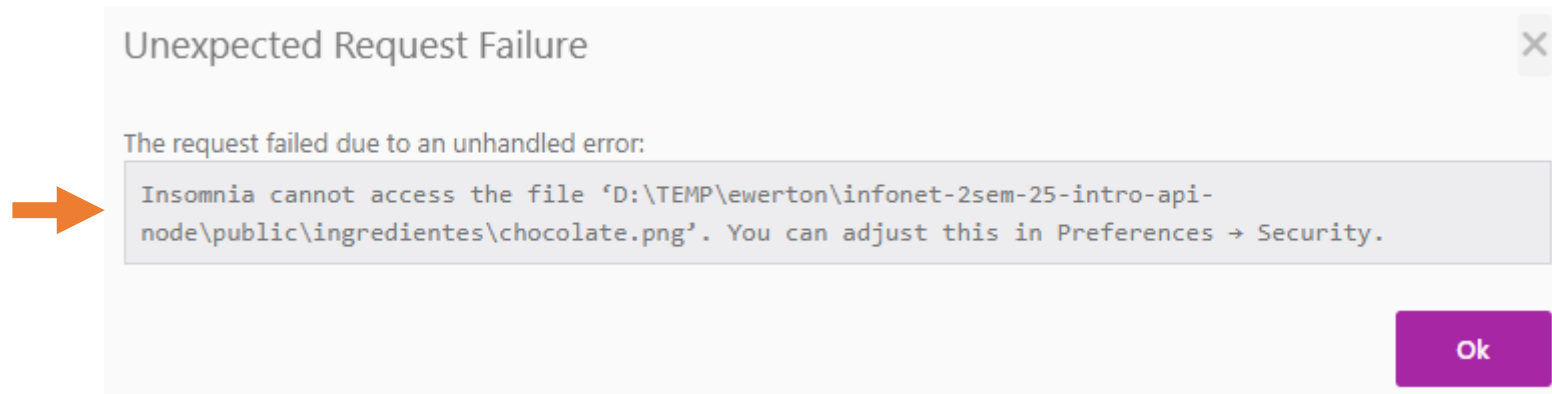 Unexpected Request Failure
The request failed due to an unhandled error:
Insomnia cannot access the file ‘D:\TEMP\ewerton\infonet-2sem-25-intro-api-
node\public\ingredientes\chocolate.png’. You can adjust this in Preferences → Security.
Ok